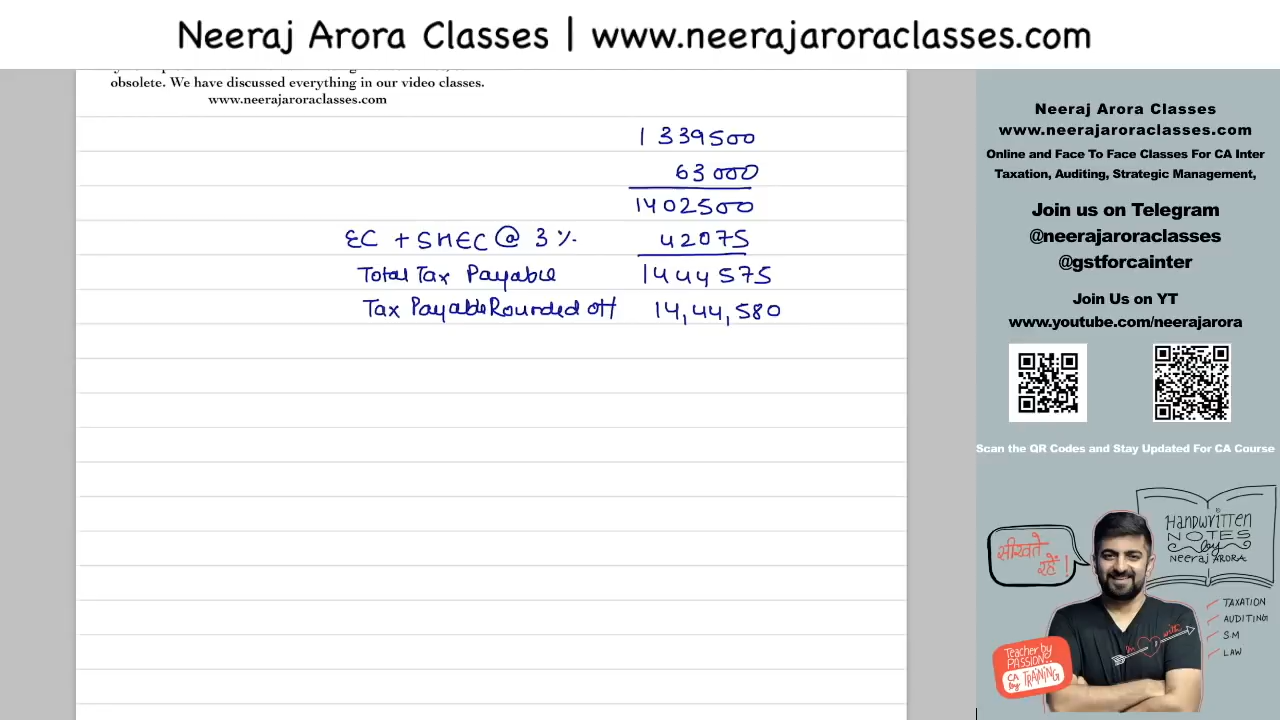 Neeraj Arora Classes | www.neerajaroraclasses.com
obsolete. We have discussed everything in our video classes.
www.neerajaroraclasses.com
1339500
63000
1402500
EC + SHEC @ 3 % 42075
Total Tax Payable 1444575
Tax Payable Rounded off 14,44,580
Neeraj Arora Classes
www.neerajaroraclasses.com
Online and Face To Face Classes For CA Inter
Taxation, Auditing, Strategic Management,
Join us on Telegram
@neerajaroraclasses
@gstforcainter
Join Us on YT
www.youtube.com/neerajarora
Scan the QR Codes and Stay Updated For CA Course
सीखते
रहें !
HANDWRITTEN
NOTES
by
Neeraj ARORA
TAXATION
AUDITING
S.M
LAW
in
with
Teacher by
PASSION
CA
by
TRAINING